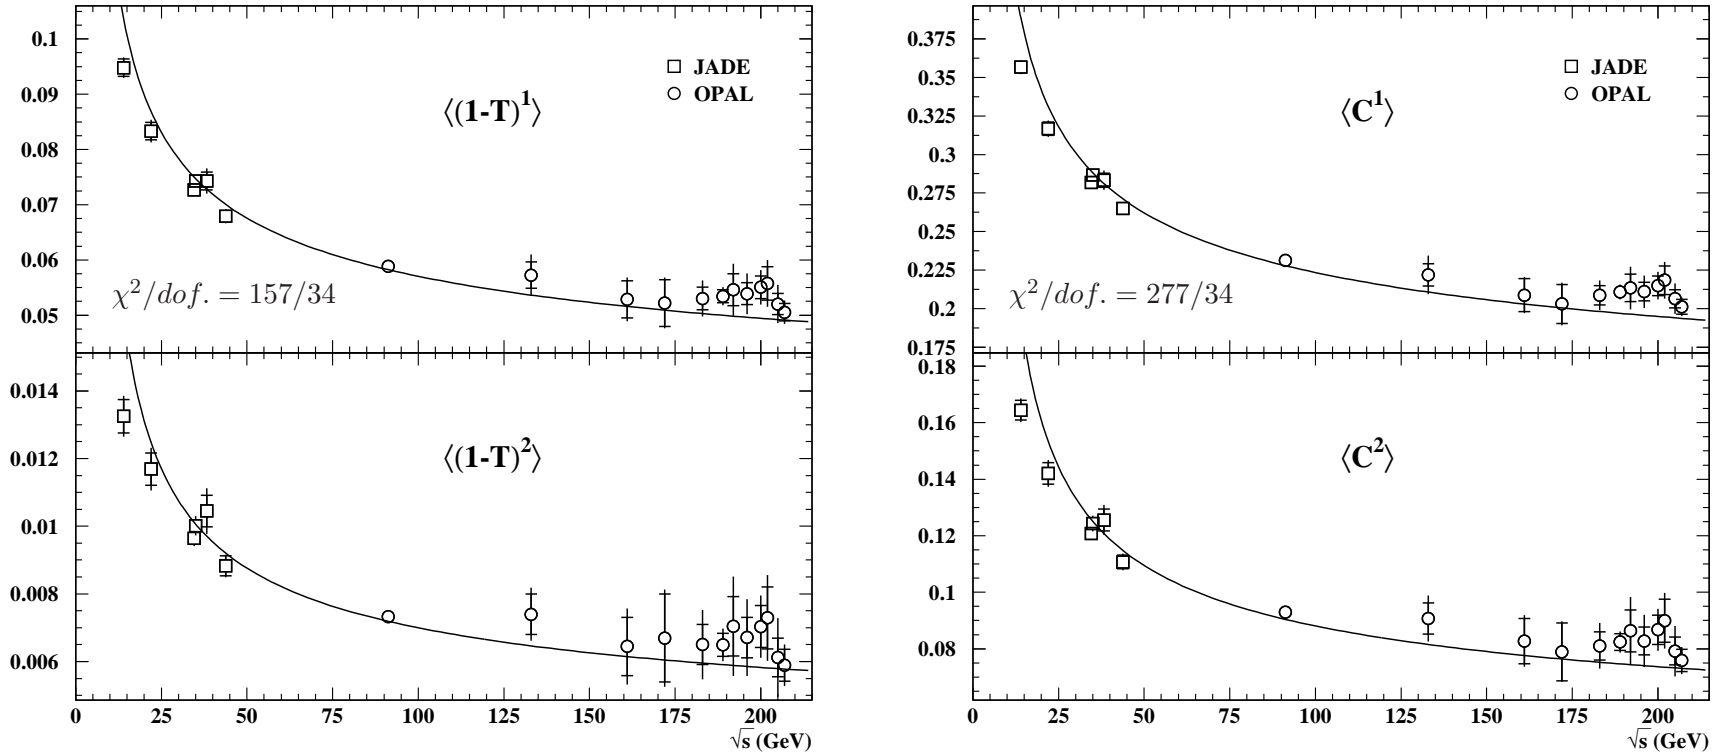 0.1
0.09
0.08
0.07
0.06
0.05
JADE
OPAL
⟨(1-T)¹⟩
χ²/dof. = 157/34
0.014
0.012
0.01
0.008
0.006
⟨(1-T)²⟩
0 25 50 75 100 125 150 175 200
√s (GeV)
0.375
0.35
0.325
0.3
0.275
0.25
0.225
0.2
0.175
JADE
OPAL
⟨C¹⟩
χ²/dof. = 277/34
0.18
0.16
0.14
0.12
0.1
0.08
⟨C²⟩
0 25 50 75 100 125 150 175 200
√s (GeV)